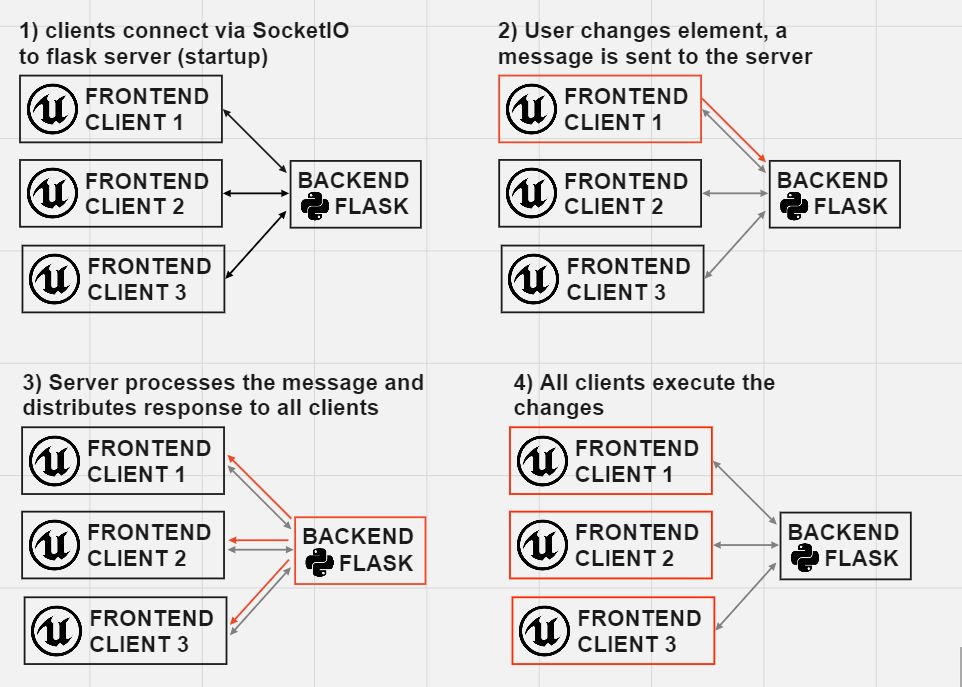 1) clients connect via SocketIO
to flask server (startup)
FRONTEND
CLIENT 1
FRONTEND
CLIENT 2
FRONTEND
CLIENT 3
BACKEND
FLASK
2) User changes element, a
message is sent to the server
FRONTEND
CLIENT 1
FRONTEND
CLIENT 2
FRONTEND
CLIENT 3
BACKEND
FLASK
3) Server processes the message and
distributes response to all clients
FRONTEND
CLIENT 1
FRONTEND
CLIENT 2
FRONTEND
CLIENT 3
BACKEND
FLASK
4) All clients execute the
changes
FRONTEND
CLIENT 1
FRONTEND
CLIENT 2
FRONTEND
CLIENT 3
BACKEND
FLASK